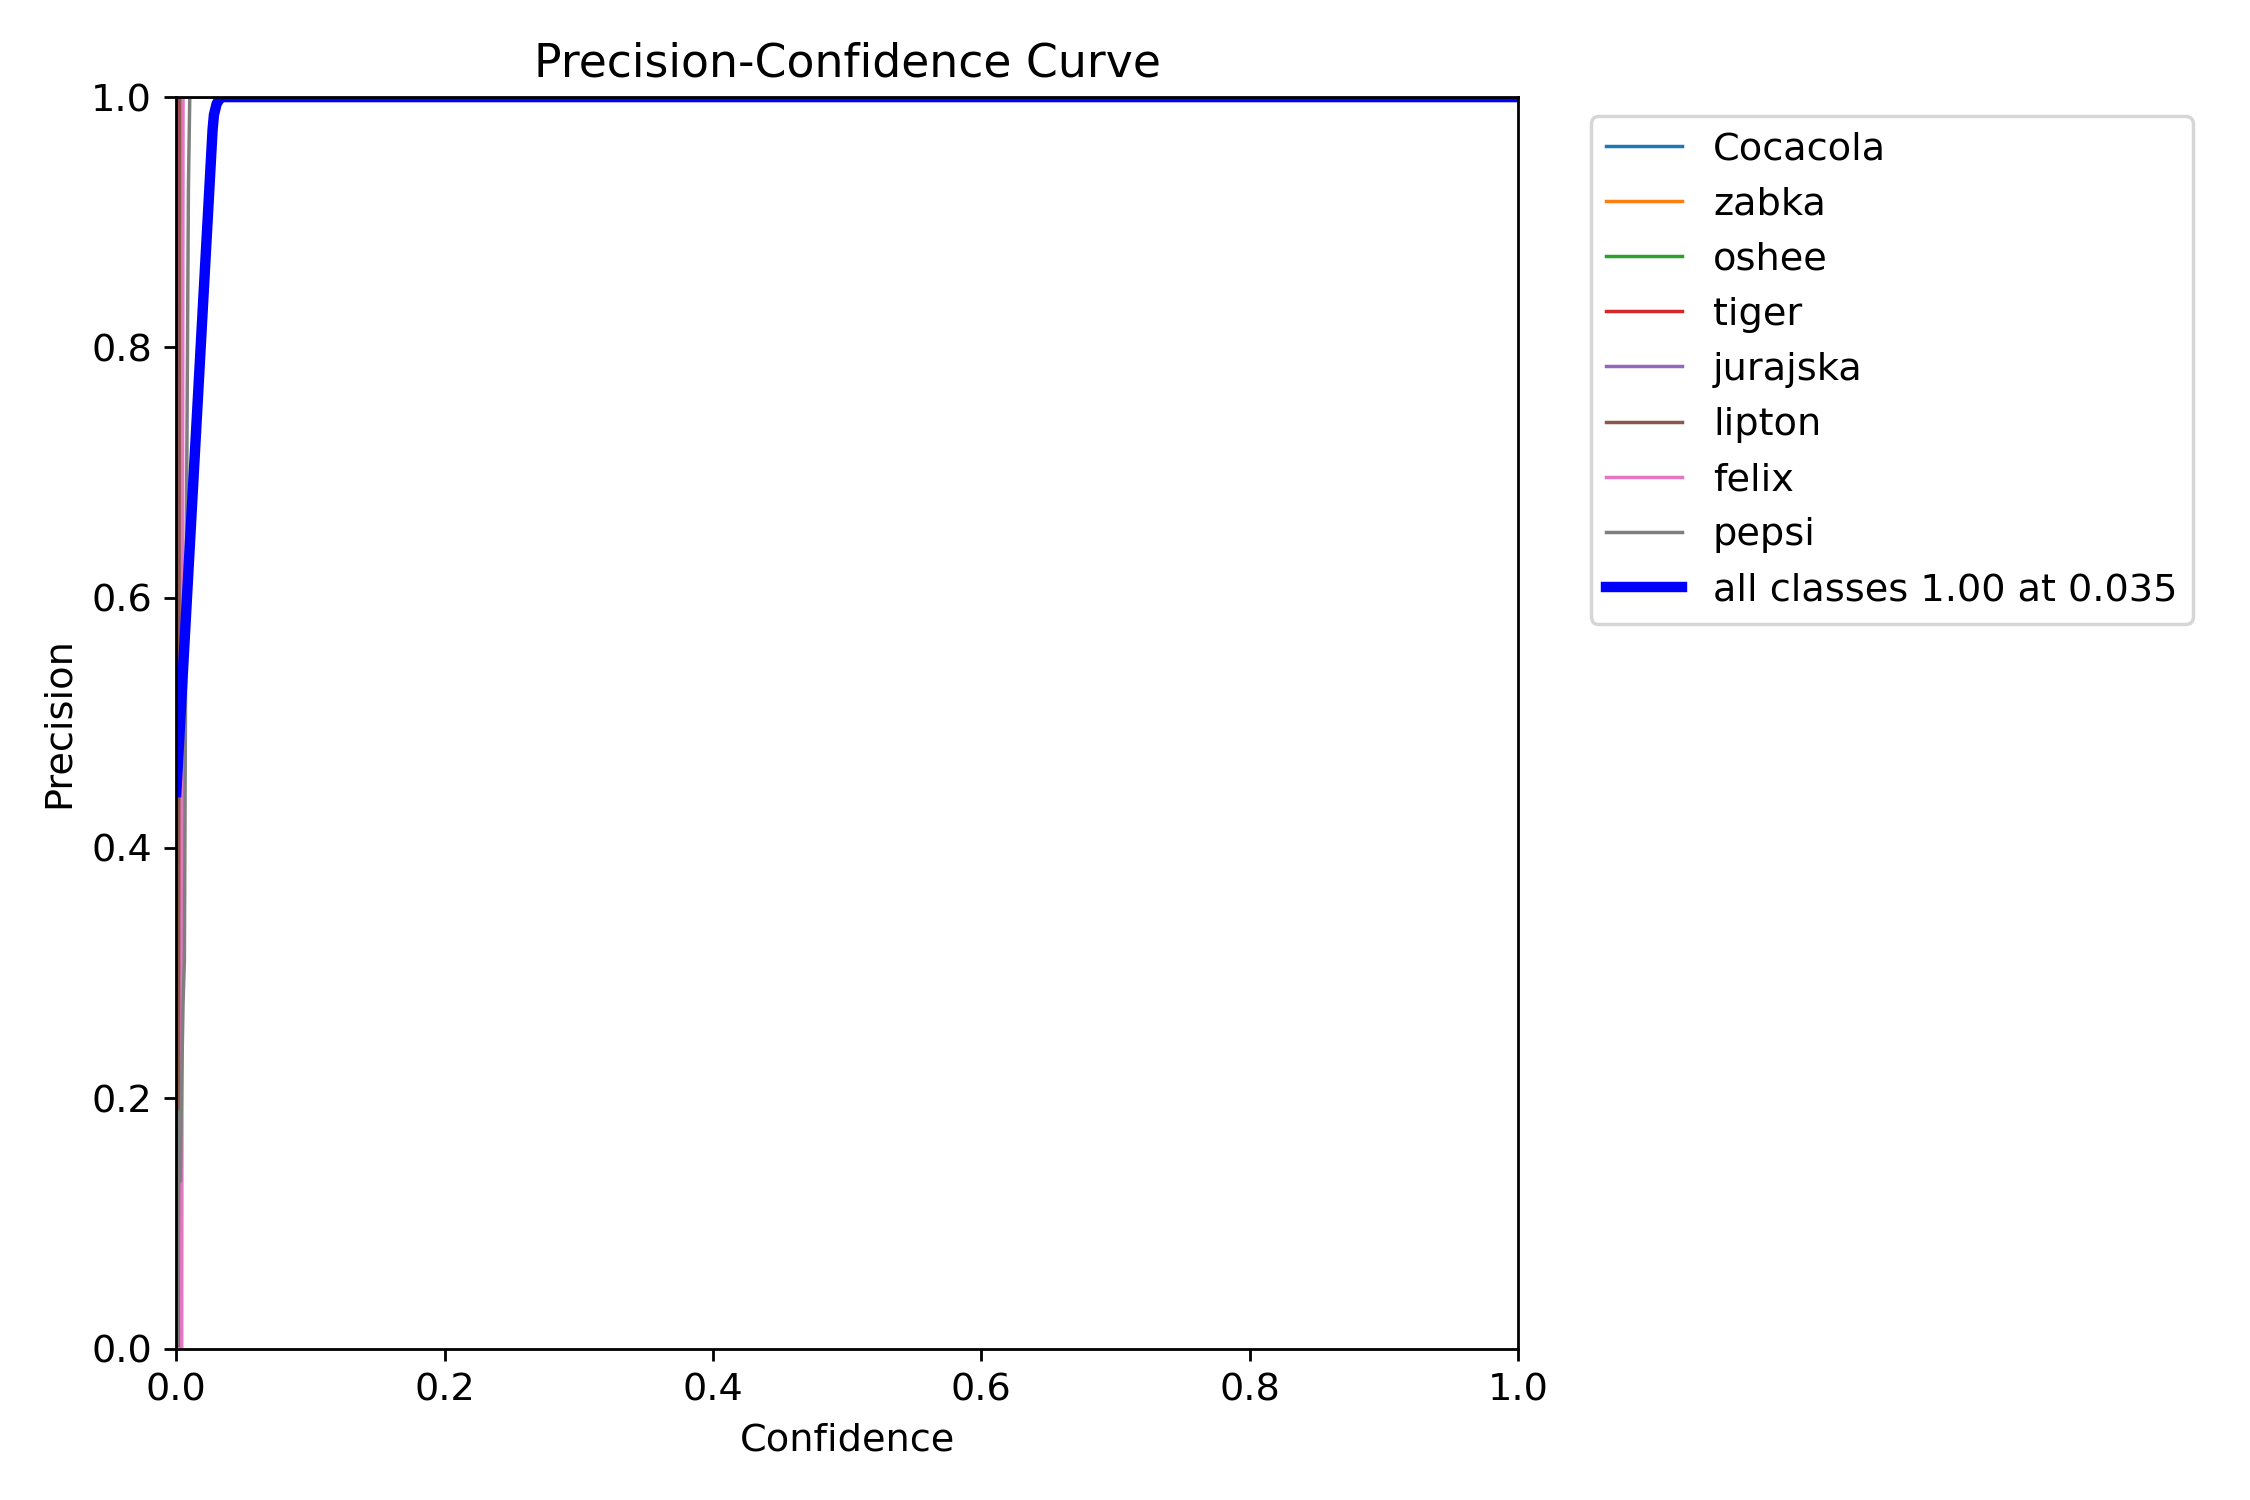 Precision-Confidence Curve
1.0
0.8
0.6
0.4
0.2
0.0
Precision
0.0 0.2 0.4 0.6 0.8 1.0
Confidence
Cocacola
zabka
oshee
tiger
jurajska
lipton
felix
pepsi
all classes 1.00 at 0.035